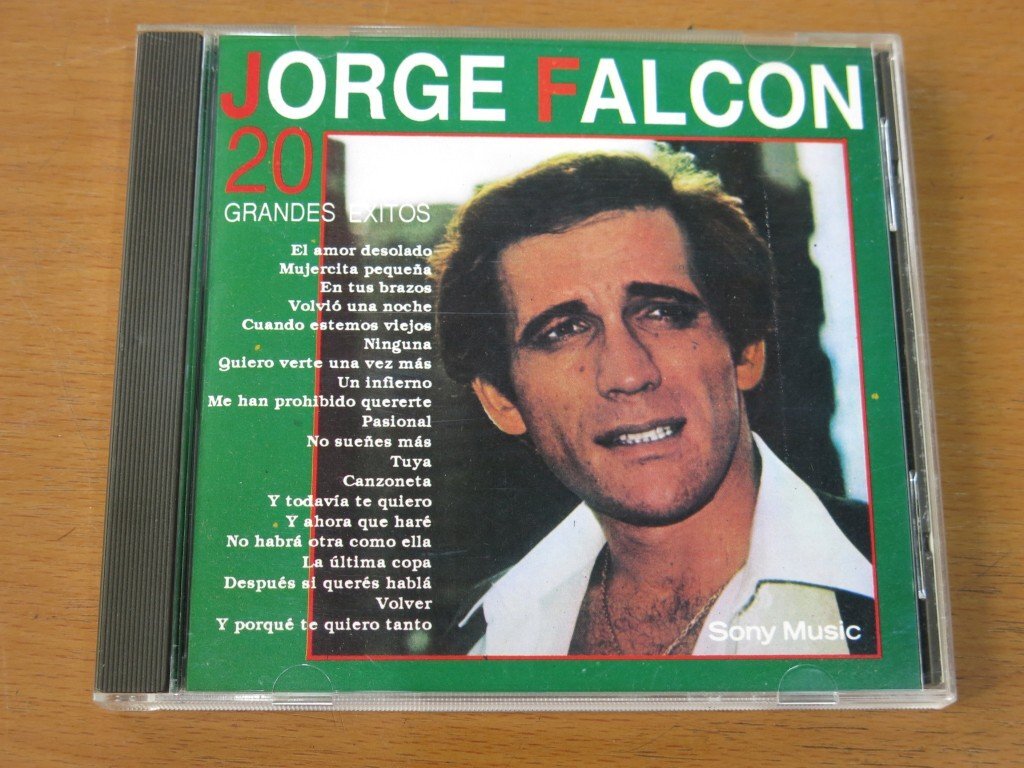 JORGE FALCON
20
GRANDES EXITOS
El amor desolado
Mujercita pequeña
En tus brazos
Volvió una noche
Cuando estemos viejos
Ninguna
Quiero verte una vez más
Un infierno
Me han prohibido quererte
Pasional
No sueñes más
Tuya
Canzoneta
Y todavía te quiero
Y ahora que haré
No habrá otra como ella
La última copa
Después si querés hablá
Volver
Y porqué te quiero tanto
Sony Music